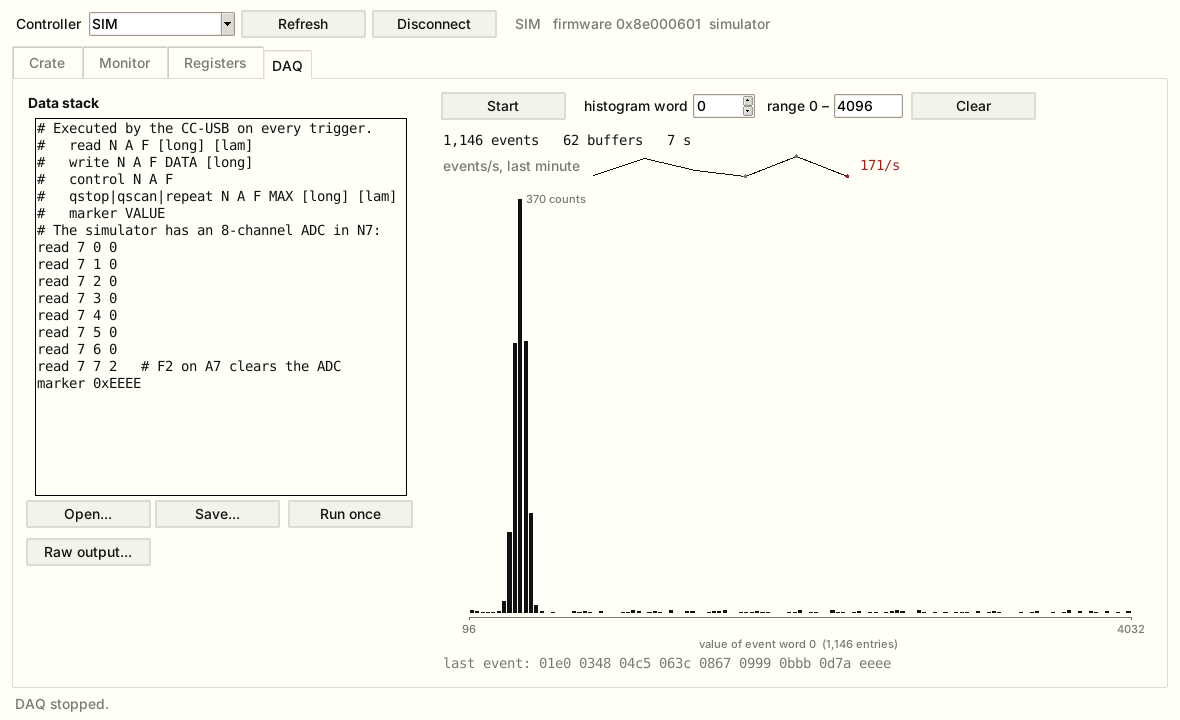 Controller SIM Refresh Disconnect SIM firmware 0x8e000601 simulator
Crate Monitor Registers DAQ
Data stack
# Executed by the CC-USB on every trigger.
#   read N A F [long] [lam]
#   write N A F DATA [long]
#   control N A F
#   qstop|qscan|repeat N A F MAX [long] [lam]
#   marker VALUE
# The simulator has an 8-channel ADC in N7:
read 7 0 0
read 7 1 0
read 7 2 0
read 7 3 0
read 7 4 0
read 7 5 0
read 7 6 0
read 7 7 2   # F2 on A7 clears the ADC
marker 0xEEEE
Open... Save... Run once
Raw output...
Start histogram word 0 range 0 – 4096 Clear
1,146 events 62 buffers 7 s
events/s, last minute 171/s
370 counts
96 4032
value of event word 0 (1,146 entries)
last event: 01e0 0348 04c5 063c 0867 0999 0bbb 0d7a eeee
DAQ stopped.